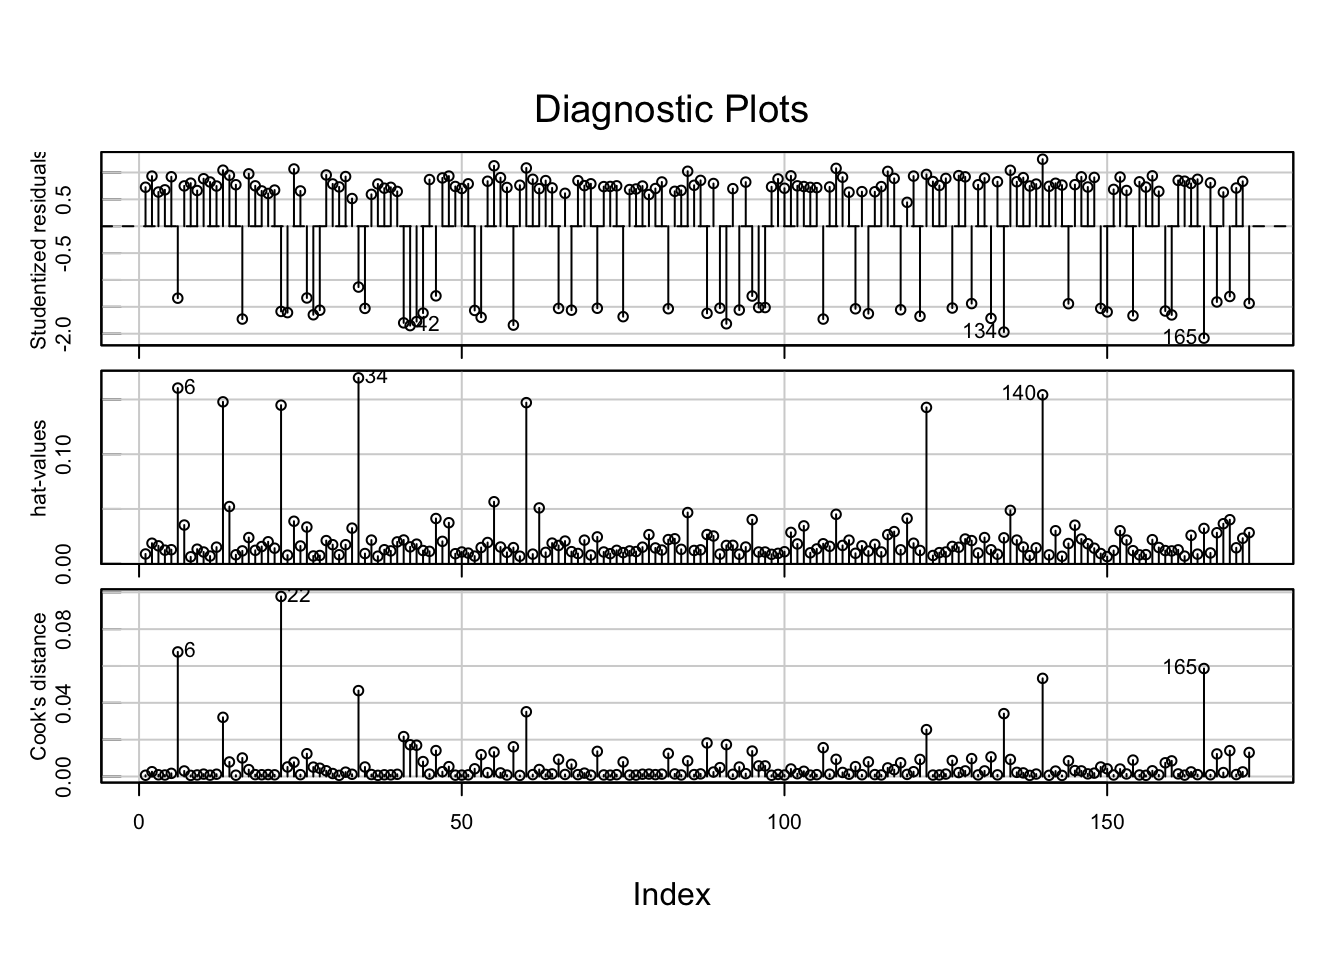 Diagnostic Plots
Studentized residuals
0.5
-0.5
-2.0
42
134
165
hat-values
0.10
0.00
6
34
140
Cook's distance
0.08
0.04
0.00
6
22
165
0 50 100 150
Index